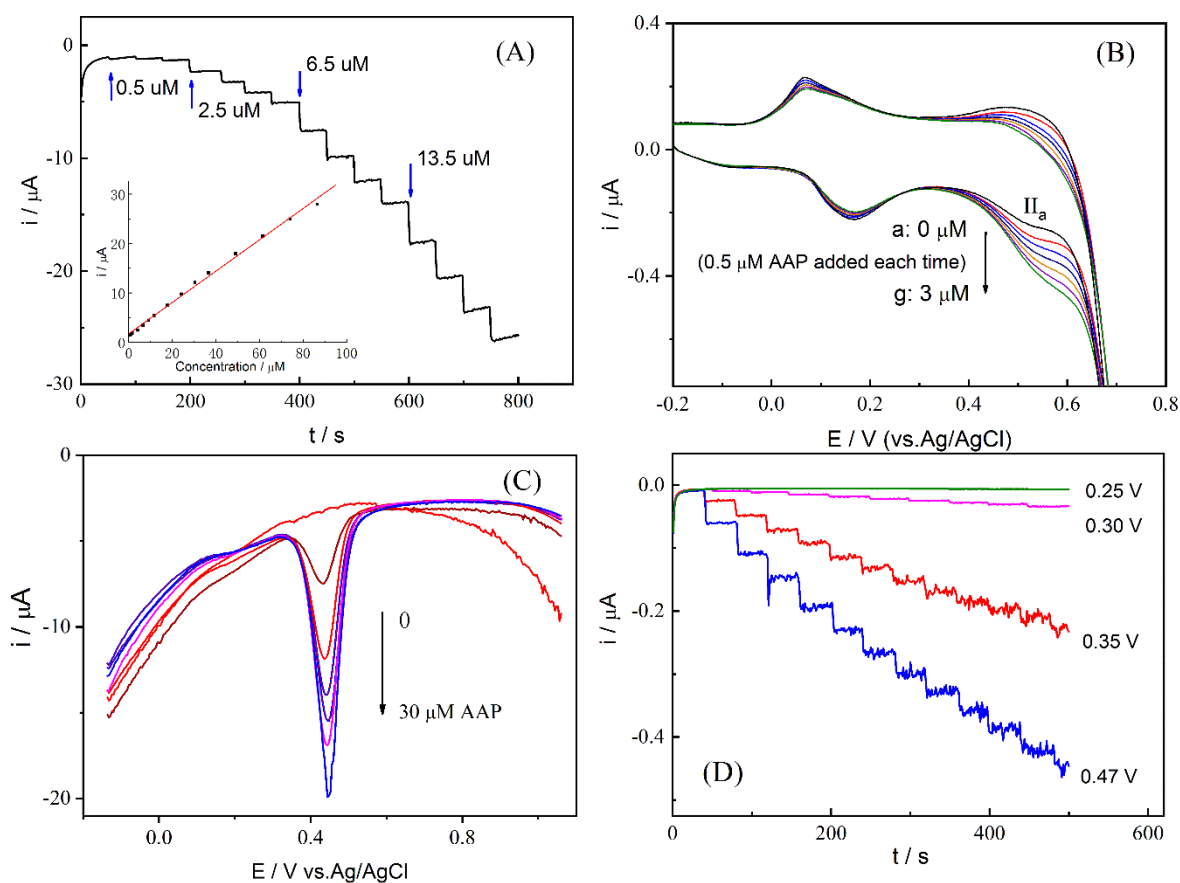 (A)
0
-10
-20
-30
i / μA
0
200
400
600
800
t / s
0.5 uM
2.5 uM
6.5 uM
13.5 uM
30
20
10
0
i / μA
0
20
40
60
80
100
Concentration / μM
(B)
0.4
0.0
-0.4
i / μA
-0.2
0.0
0.2
0.4
0.6
0.8
E / V (vs.Ag/AgCl)
IIa
a: 0 μM
(0.5 μM AAP added each time)
g: 3 μM
(C)
0
-10
-20
i / μA
0.0
0.4
0.8
E / V vs.Ag/AgCl
0
30 μM AAP
(D)
0.0
-0.2
-0.4
i / μA
0
200
400
600
t / s
0.25 V
0.30 V
0.35 V
0.47 V